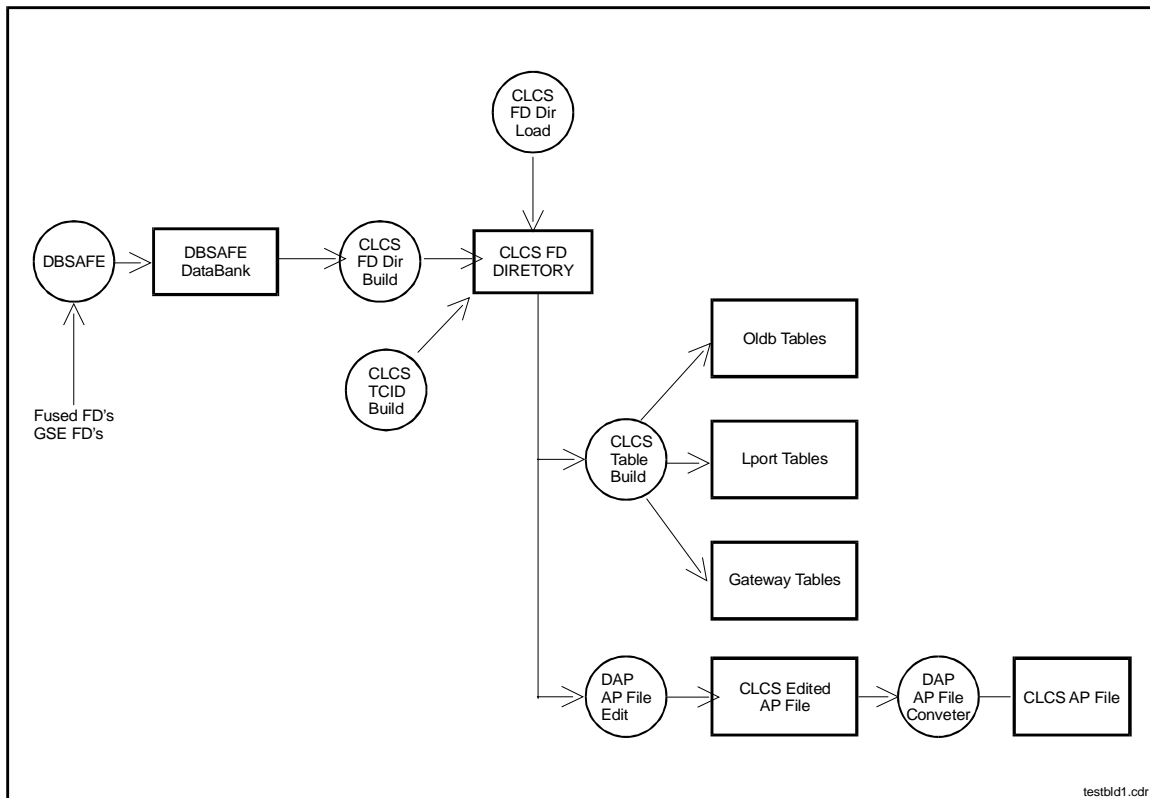 CLCS
FD Dir
Load
DBSAFE
DBSAFE
DataBank
CLCS
FD Dir
Build
CLCS FD
DIRETORY
Fused FD's
GSE FD's
CLCS
TCID
Build
Oldb Tables
CLCS
Table
Build
Lport Tables
Gateway Tables
DAP
AP File
Edit
CLCS Edited
AP File
DAP
AP File
Conveter
CLCS AP File
testbld1.cdr